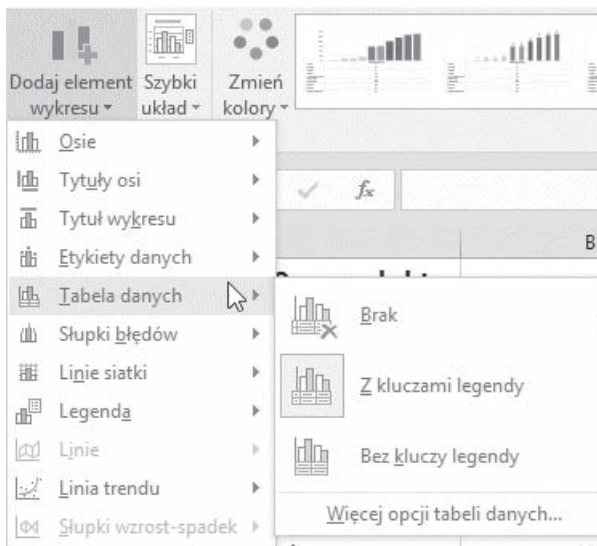 Dodaj element wykresu
Szybki układ
Zmień kolory
Osie
Tytuły osi
fx
Tytuł wykresu
B
Etykiety danych
Tabela danych
Brak
Słupki błędów
Linie siatki
Z kluczami legendy
Legenda
Linie
Bez kluczy legendy
Linia trendu
Więcej opcji tabeli danych...
Słupki wzrost-spadek